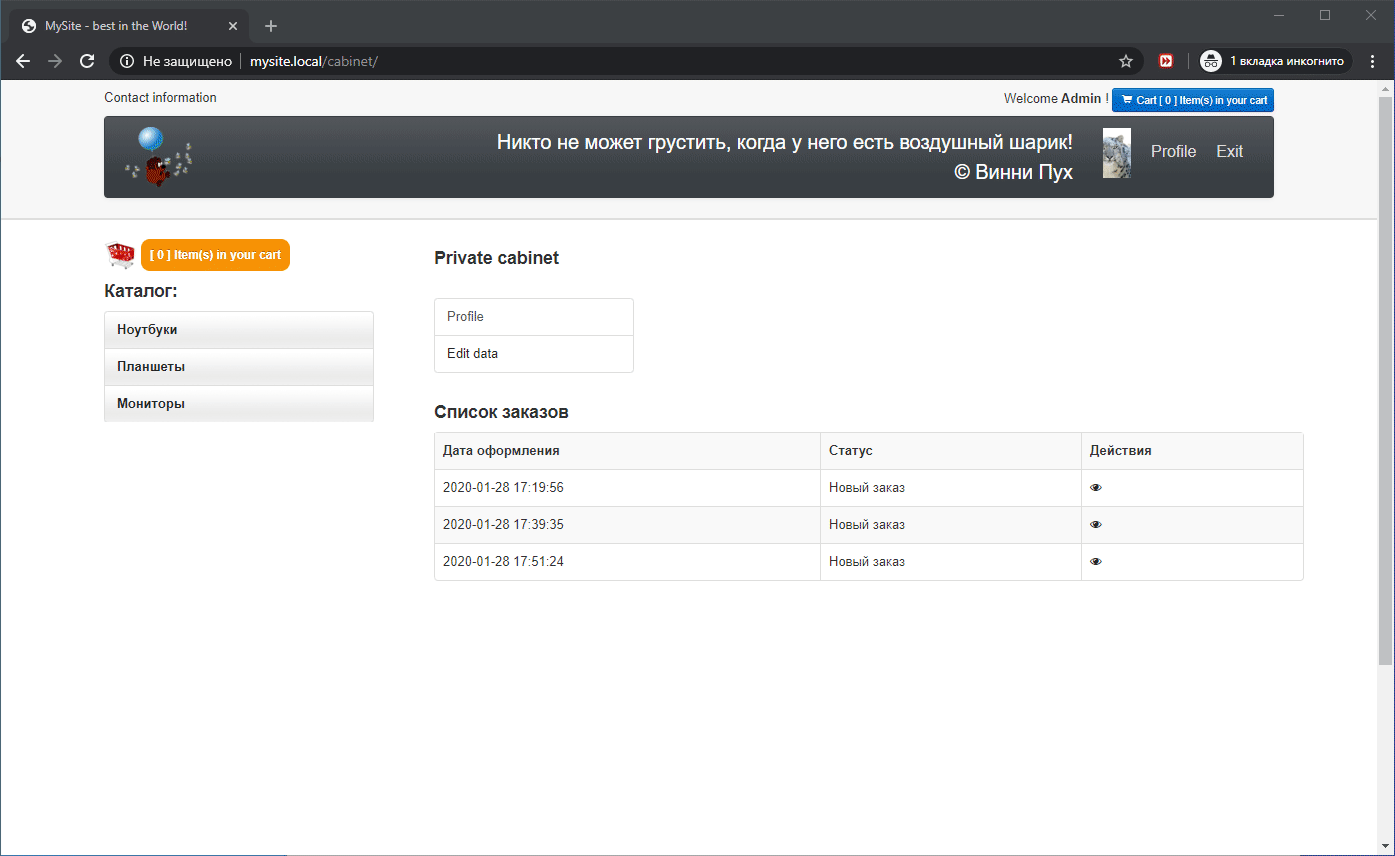 MySite - best in the World!
Не защищено
mysite.local/cabinet/
1 вкладка инкогнито
Contact information
Welcome Admin !
Cart [ 0 ] Item(s) in your cart
Никто не может грустить, когда у него есть воздушный шарик!
© Винни Пух
Profile
Exit
[ 0 ] Item(s) in your cart
Каталог:
Ноутбуки
Планшеты
Мониторы
Private cabinet
Profile
Edit data
Список заказов
Дата оформления Статус Действия
2020-01-28 17:19:56 Новый заказ
2020-01-28 17:39:35 Новый заказ
2020-01-28 17:51:24 Новый заказ